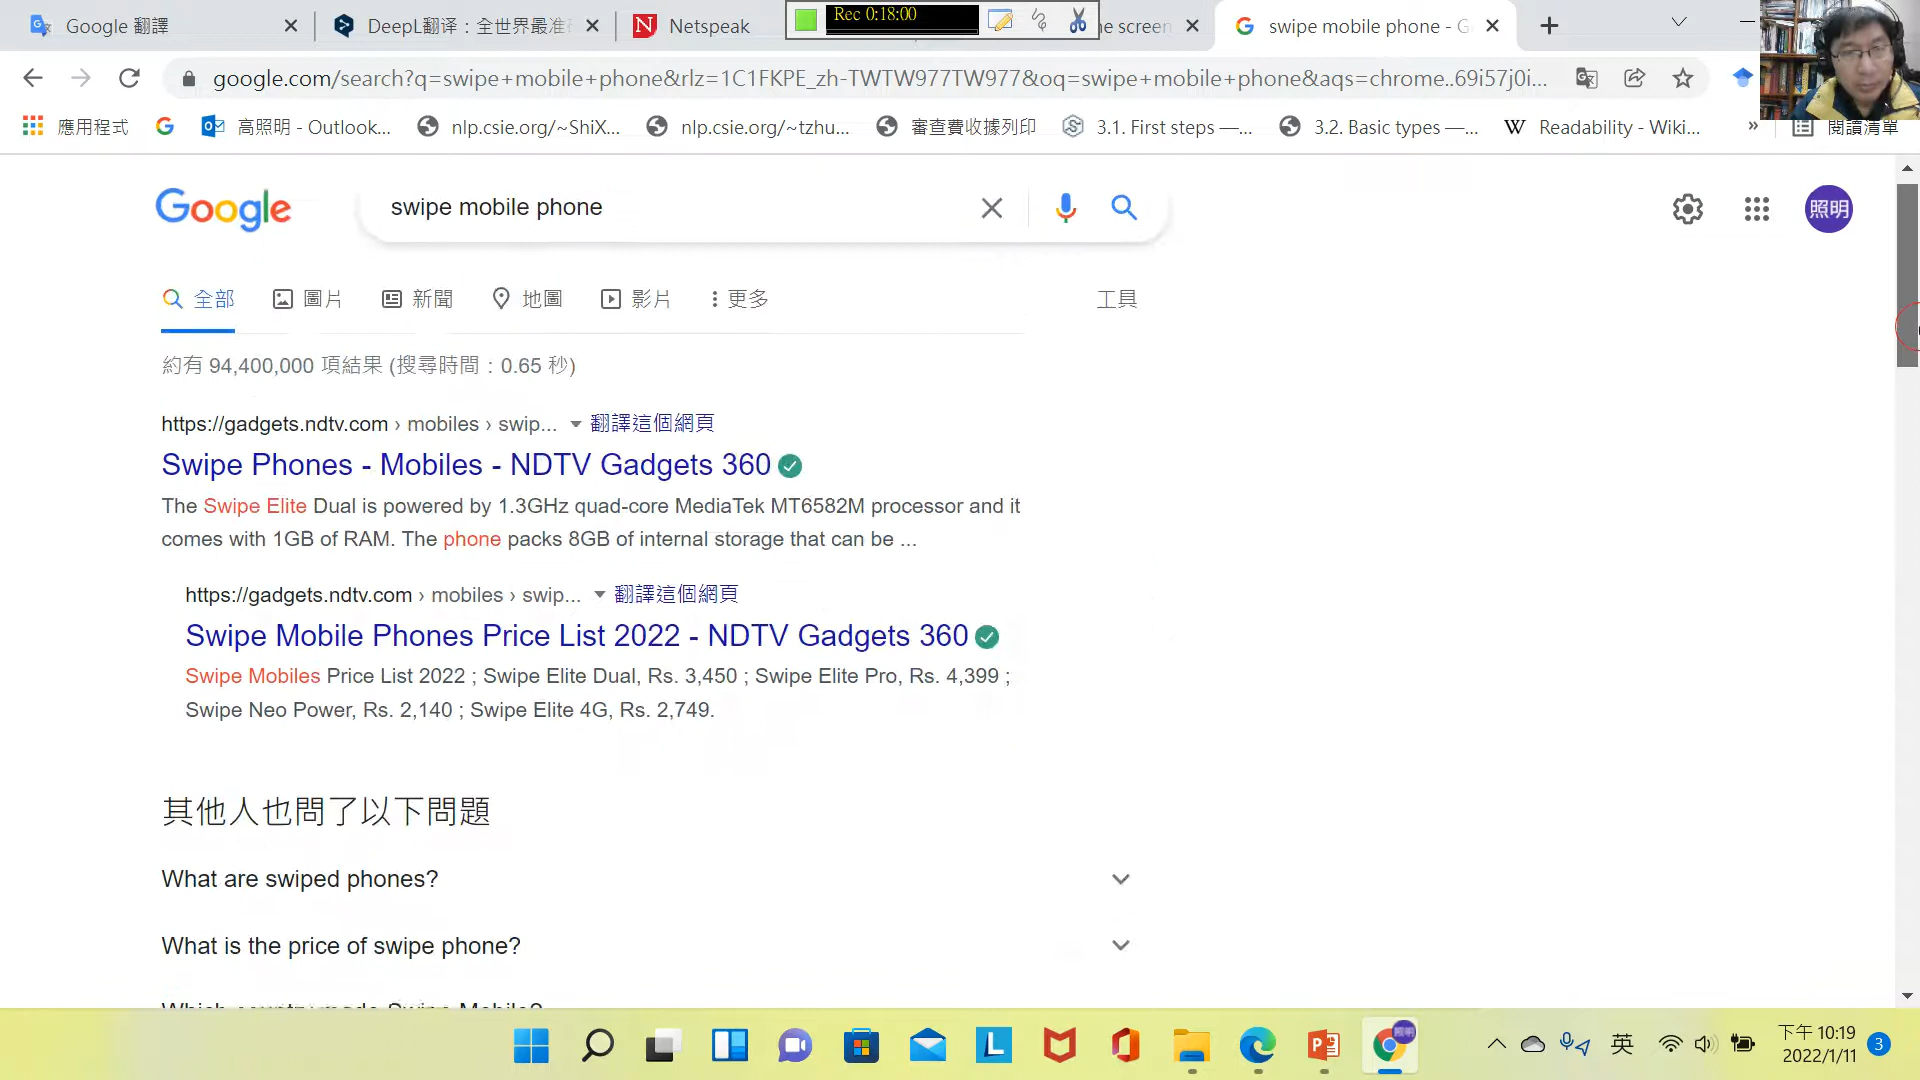 Google 翻譯
DeepL翻译：全世界最准
Netspeak
Rec 0:18:00
ne screen
swipe mobile phone - G
google.com/search?q=swipe+mobile+phone&rlz=1C1FKPE_zh-TWTW977TW977&oq=swipe+mobile+phone&aqs=chrome..69i57j0i...
應用程式
高照明 - Outlook...
nlp.csie.org/~ShiX...
nlp.csie.org/~tzhu...
審查費收據列印
3.1. First steps —...
3.2. Basic types —...
Readability - Wiki...
»
閱讀清單
Google
swipe mobile phone
照明
全部
圖片
新聞
地圖
影片
更多
工具
約有 94,400,000 項結果 (搜尋時間：0.65 秒)
https://gadgets.ndtv.com › mobiles › swip... 翻譯這個網頁
Swipe Phones - Mobiles - NDTV Gadgets 360
The Swipe Elite Dual is powered by 1.3GHz quad-core MediaTek MT6582M processor and it
comes with 1GB of RAM. The phone packs 8GB of internal storage that can be ...
https://gadgets.ndtv.com › mobiles › swip... 翻譯這個網頁
Swipe Mobile Phones Price List 2022 - NDTV Gadgets 360
Swipe Mobiles Price List 2022 ; Swipe Elite Dual, Rs. 3,450 ; Swipe Elite Pro, Rs. 4,399 ;
Swipe Neo Power, Rs. 2,140 ; Swipe Elite 4G, Rs. 2,749.
其他人也問了以下問題
What are swiped phones?
What is the price of swipe phone?
Which country made Swipe Mobile?
英
下午 10:19
2022/1/11
3